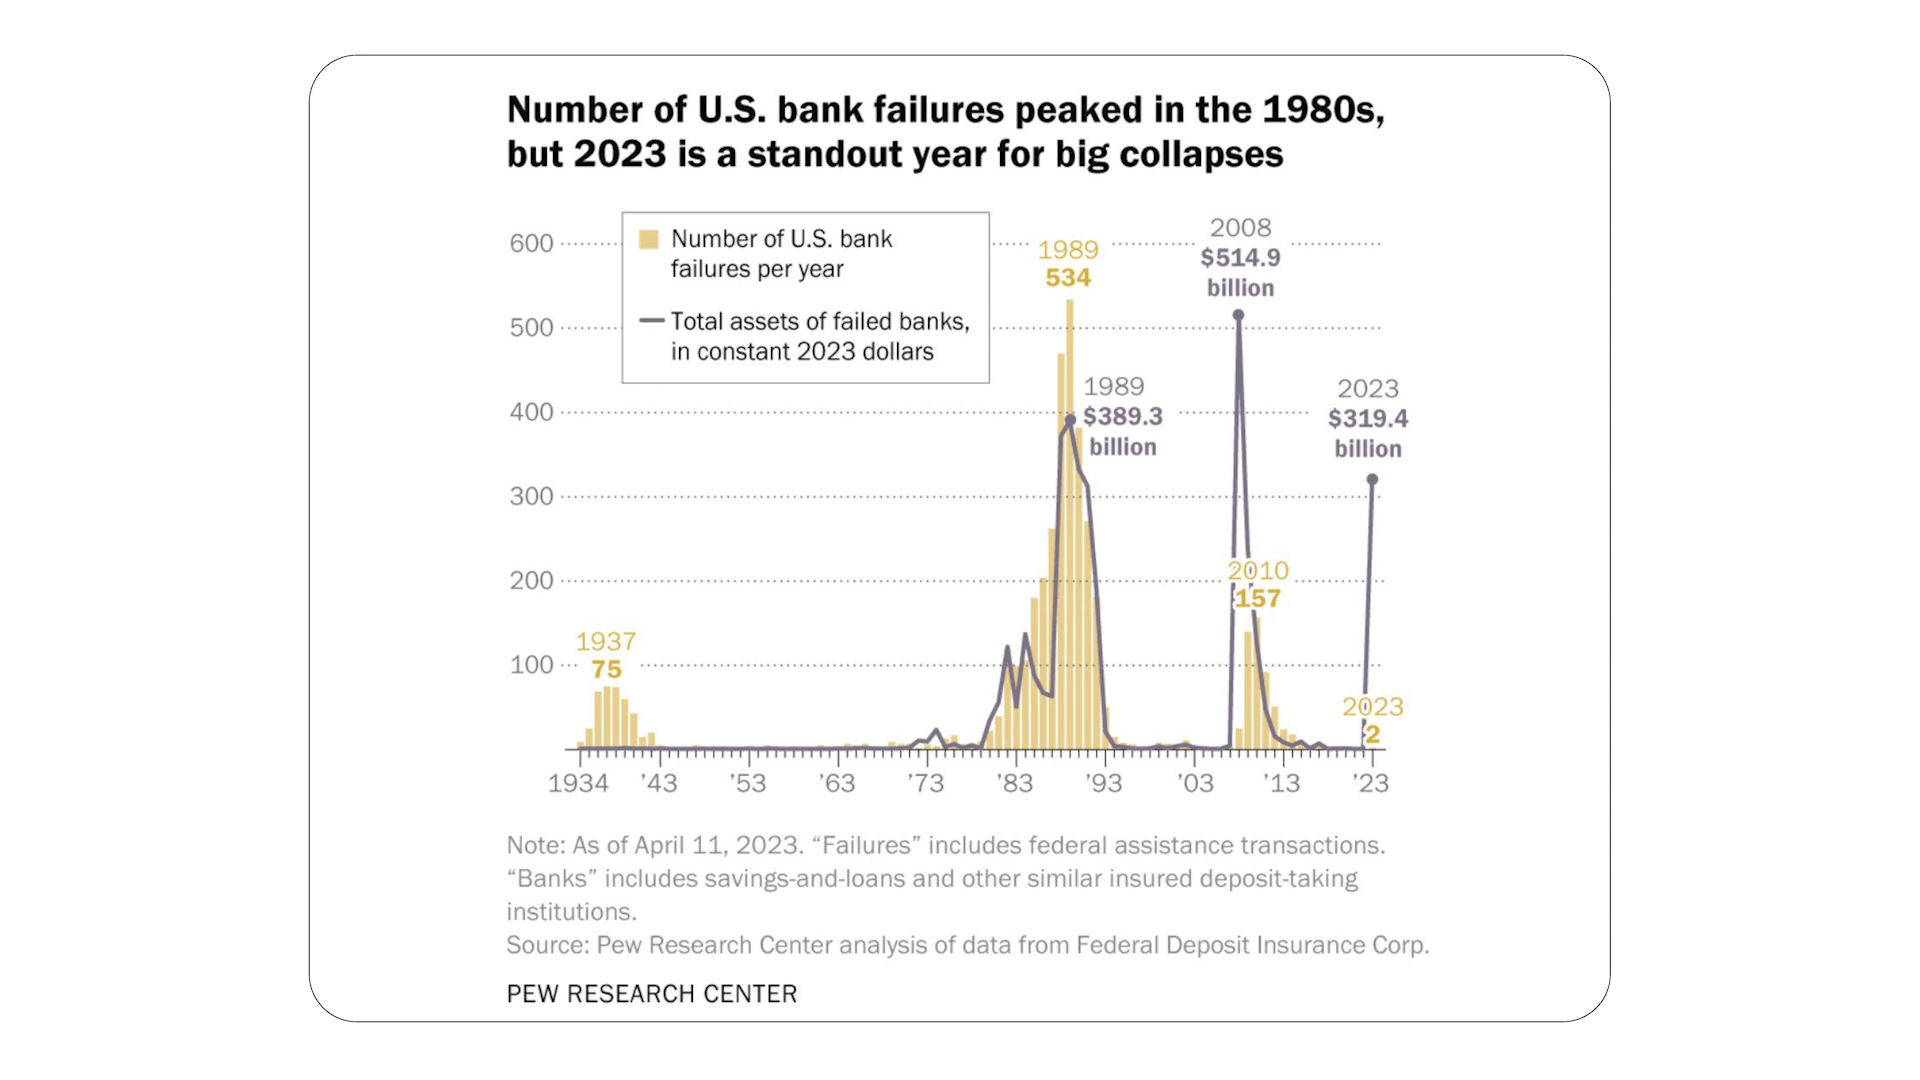 Number of U.S. bank failures peaked in the 1980s,
but 2023 is a standout year for big collapses
Number of U.S. bank
failures per year
Total assets of failed banks,
in constant 2023 dollars
600
500
400
300
200
100
1937
75
1989
534
1989
$389.3
billion
2008
$514.9
billion
2010
157
2023
$319.4
billion
2023
2
1934 '43 '53 '63 '73 '83 '93 '03 '13 '23
Note: As of April 11, 2023. “Failures” includes federal assistance transactions.
“Banks” includes savings-and-loans and other similar insured deposit-taking
institutions.
Source: Pew Research Center analysis of data from Federal Deposit Insurance Corp.
PEW RESEARCH CENTER